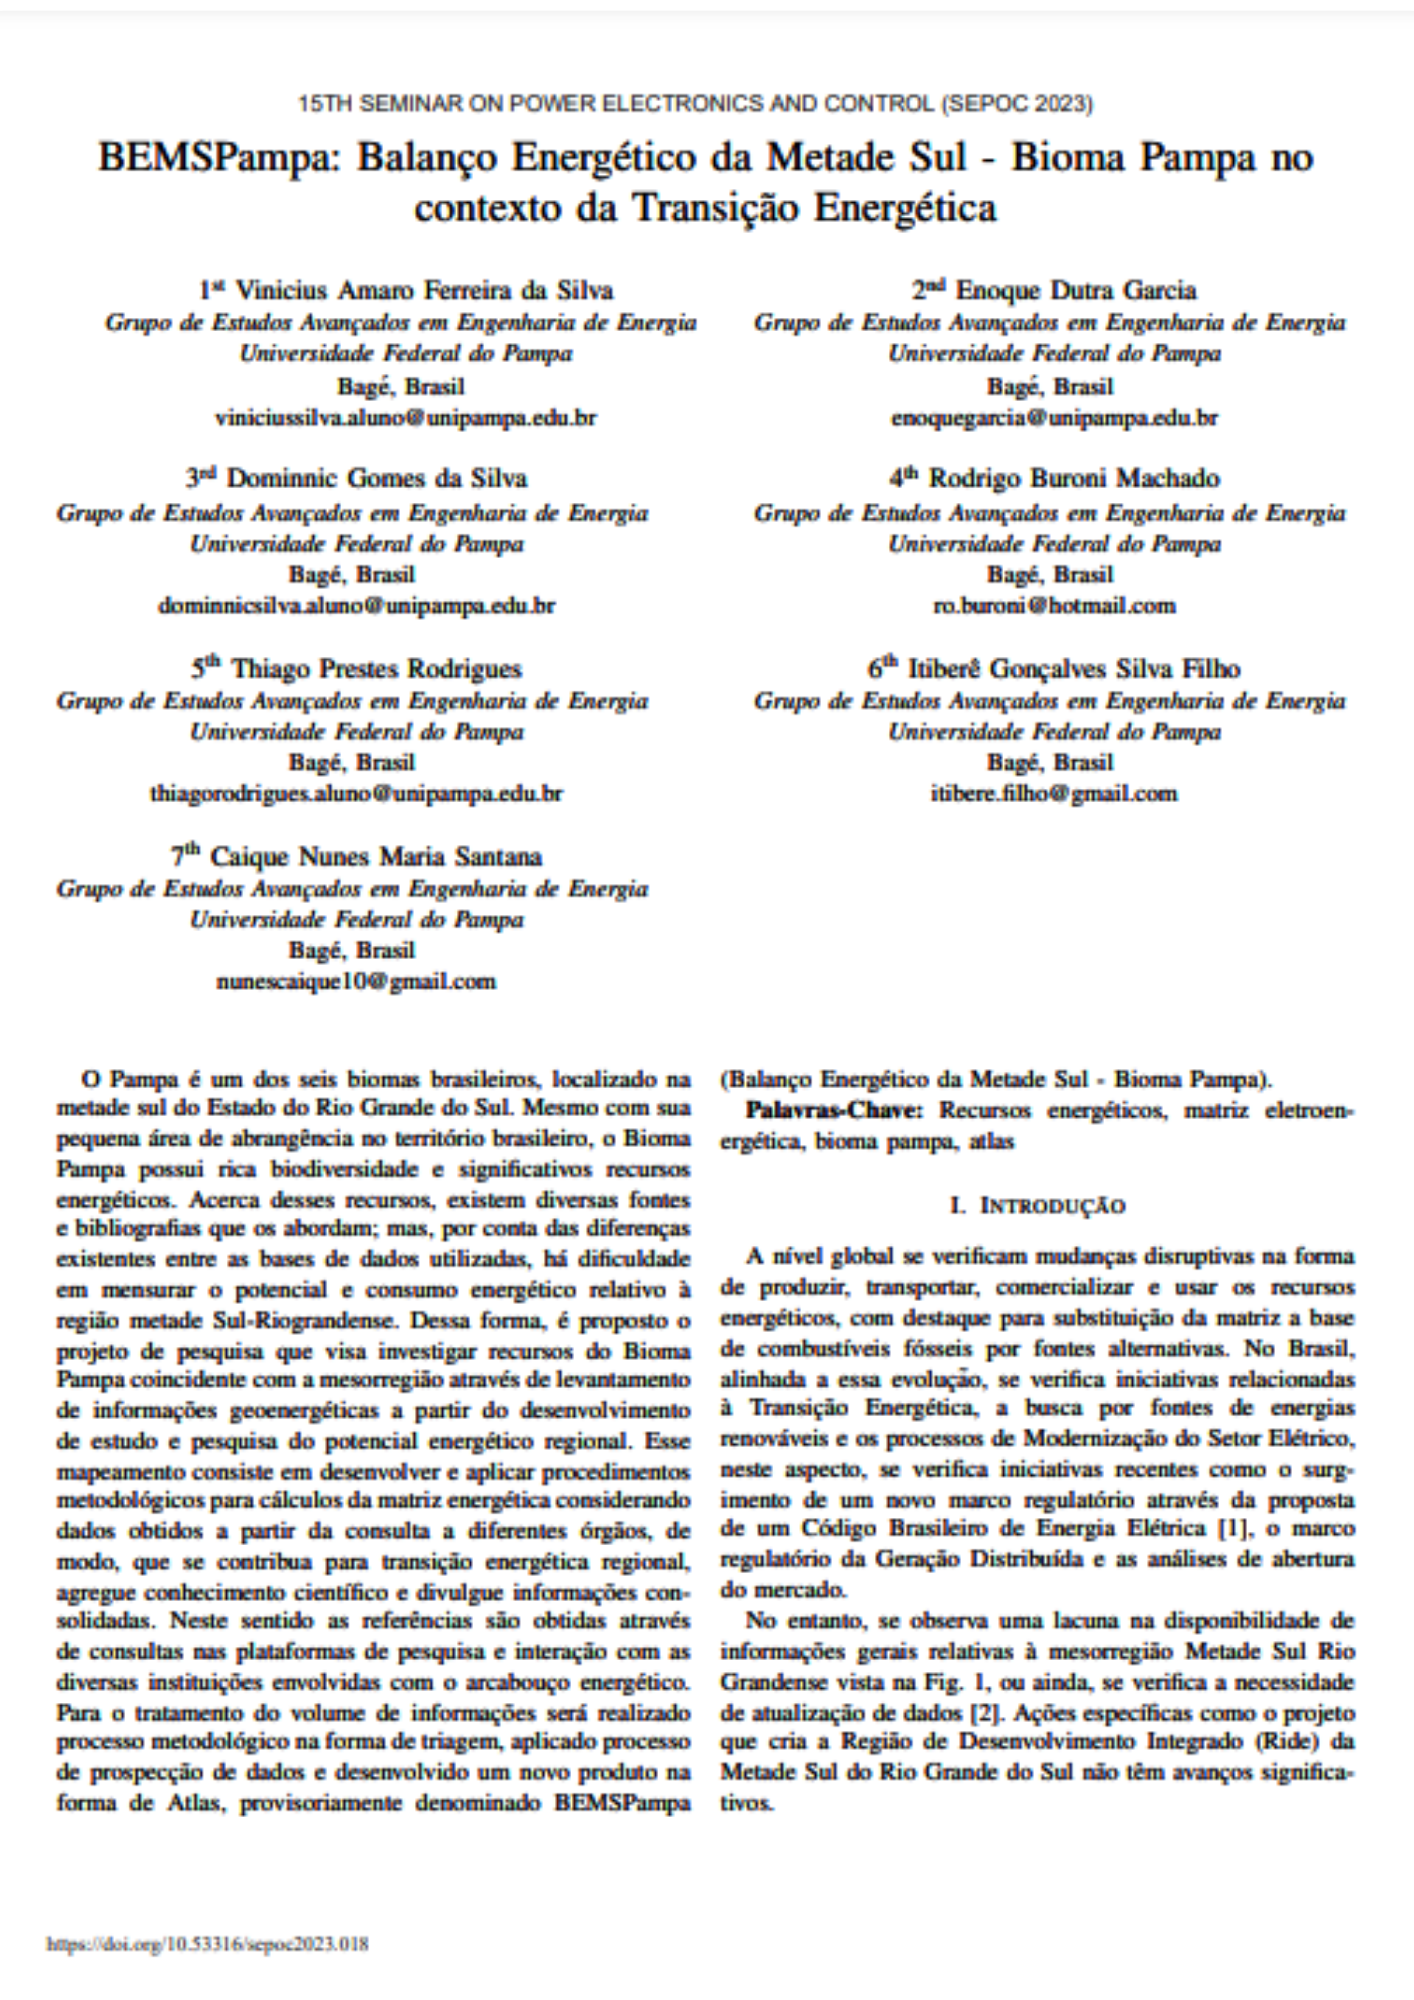 15TH SEMINAR ON POWER ELECTRONICS AND CONTROL (SEPOC 2023)
BEMSPampa: Balanço Energético da Metade Sul - Bioma Pampa no
contexto da Transição Energética
1st Vinicius Amaro Ferreira da Silva
Grupo de Estudos Avançados em Engenharia de Energia
Universidade Federal do Pampa
Bagé, Brasil
viniciussilva.aluno@unipampa.edu.br
2nd Enoque Dutra Garcia
Grupo de Estudos Avançados em Engenharia de Energia
Universidade Federal do Pampa
Bagé, Brasil
enoquegarcia@unipampa.edu.br
3rd Dominnic Gomes da Silva
Grupo de Estudos Avançados em Engenharia de Energia
Universidade Federal do Pampa
Bagé, Brasil
dominnicsilva.aluno@unipampa.edu.br
4th Rodrigo Buroni Machado
Grupo de Estudos Avançados em Engenharia de Energia
Universidade Federal do Pampa
Bagé, Brasil
ro.buroni@hotmail.com
5th Thiago Prestes Rodrigues
Grupo de Estudos Avançados em Engenharia de Energia
Universidade Federal do Pampa
Bagé, Brasil
thiagorodrigues.aluno@unipampa.edu.br
6th Itiberê Gonçalves Silva Filho
Grupo de Estudos Avançados em Engenharia de Energia
Universidade Federal do Pampa
Bagé, Brasil
itibere.filho@gmail.com
7th Caique Nunes Maria Santana
Grupo de Estudos Avançados em Engenharia de Energia
Universidade Federal do Pampa
Bagé, Brasil
nunescaique10@gmail.com
O Pampa é um dos seis biomas brasileiros, localizado na
metade sul do Estado do Rio Grande do Sul. Mesmo com sua
pequena área de abrangência no território brasileiro, o Bioma
Pampa possui rica biodiversidade e significativos recursos
energéticos. Acerca desses recursos, existem diversas fontes
e bibliografias que os abordam; mas, por conta das diferenças
existentes entre as bases de dados utilizadas, há dificuldade
em mensurar o potencial e consumo energético relativo à
região metade Sul-Riograndense. Dessa forma, é proposto o
projeto de pesquisa que visa investigar recursos do Bioma
Pampa coincidente com a mesorregião através de levantamento
de informações geoenergéticas a partir do desenvolvimento
de estudo e pesquisa do potencial energético regional. Esse
mapeamento consiste em desenvolver e aplicar procedimentos
metodológicos para cálculos da matriz energética considerando
dados obtidos a partir da consulta a diferentes órgãos, de
modo, que se contribua para transição energética regional,
agregue conhecimento científico e divulgue informações con-
solidadas. Neste sentido as referências são obtidas através
de consultas nas plataformas de pesquisa e interação com as
diversas instituições envolvidas com o arcabouço energético.
Para o tratamento do volume de informações será realizado
processo metodológico na forma de triagem, aplicado processo
de prospecção de dados e desenvolvido um novo produto na
forma de Atlas, provisoriamente denominado BEMSPampa
(Balanço Energético da Metade Sul - Bioma Pampa).
Palavras-Chave: Recursos energéticos, matriz eletroen-
ergética, bioma pampa, atlas
I. INTRODUÇÃO
A nível global se verificam mudanças disruptivas na forma
de produzir, transportar, comercializar e usar os recursos
energéticos, com destaque para substituição da matriz a base
de combustíveis fósseis por fontes alternativas. No Brasil,
alinhada a essa evolução, se verifica iniciativas relacionadas
à Transição Energética, a busca por fontes de energias
renováveis e os processos de Modernização do Setor Elétrico,
neste aspecto, se verifica iniciativas recentes como o surg-
imento de um novo marco regulatório através da proposta
de um Código Brasileiro de Energia Elétrica [1], o marco
regulatório da Geração Distribuída e as análises de abertura
do mercado.
No entanto, se observa uma lacuna na disponibilidade de
informações gerais relativas à mesorregião Metade Sul Rio
Grandense vista na Fig. 1, ou ainda, se verifica a necessidade
de atualização de dados [2]. Ações específicas como o projeto
que cria a Região de Desenvolvimento Integrado (Ride) da
Metade Sul do Rio Grande do Sul não têm avanços significa-
tivos.
https://doi.org/10.53316/sepoc2023.018